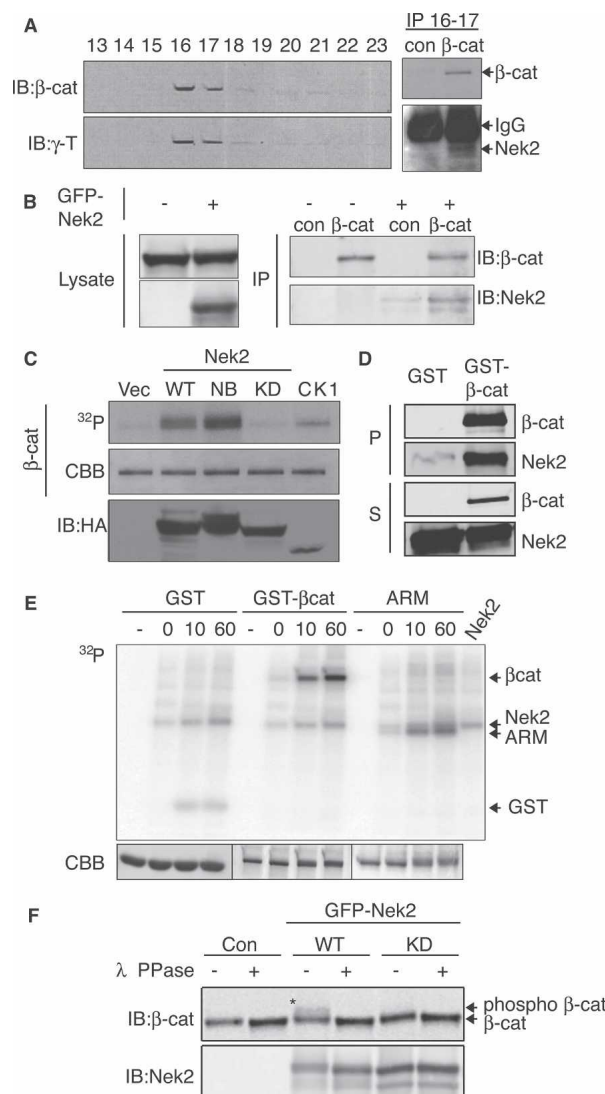 A
13 14 15 16 17 18 19 20 21 22 23
IP 16-17
con β-cat
IB:β-cat
β-cat
IB:γ-T
IgG
Nek2
B
GFP-
Nek2
- +
- - + +
con β-cat con β-cat
Lysate
IP
IB:β-cat
IB:Nek2
C
Nek2
Vec WT NB KD CK1
β-cat
32P
CBB
IB:HA
D
GST GST-
β-cat
P
β-cat
Nek2
S
β-cat
Nek2
E
GST GST-βcat ARM
- 0 10 60 - 0 10 60 - 0 10 60 Nek2
32P
βcat
Nek2
ARM
GST
CBB
F
GFP-Nek2
Con WT KD
λ PPase - + - + - +
*
IB:β-cat
phospho β-cat
β-cat
IB:Nek2